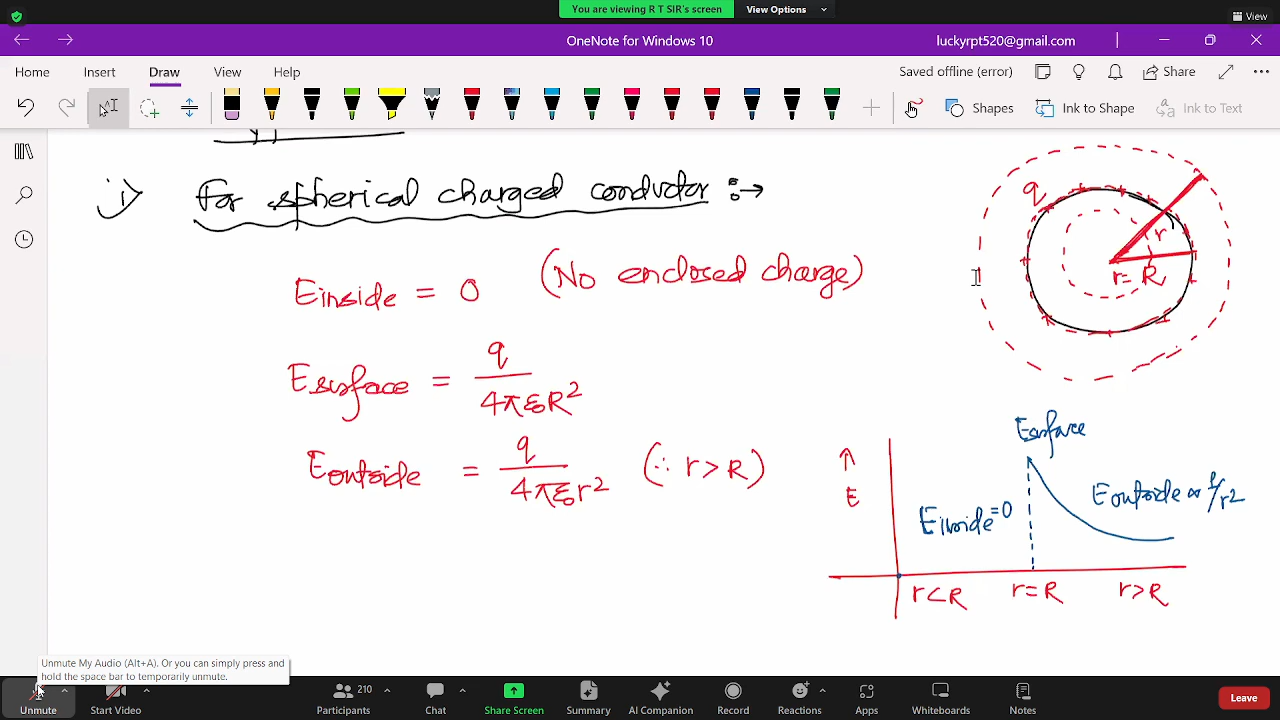 You are viewing R T SIR's screen
View Options
View
OneNote for Windows 10
luckyrpt520@gmail.com
Home
Insert
Draw
View
Help
Saved offline (error)
Share
Shapes
Ink to Shape
Ink to Text
i) For spherical charged conductor :→
Einside = 0 (No enclosed charge)
Esurface = q / 4πε₀R²
Eoutside = q / 4πε₀r² (∵ r > R)
q
r
r = R
Esurface
↑
E
Einside = 0
Eoutside ∝ 1/r²
r < R
r = R
r > R
Unmute My Audio (Alt+A). Or you can simply press and
hold the space bar to temporarily unmute.
Unmute
Start Video
210
Participants
Chat
Share Screen
Summary
AI Companion
Record
Reactions
Apps
Whiteboards
Notes
Leave